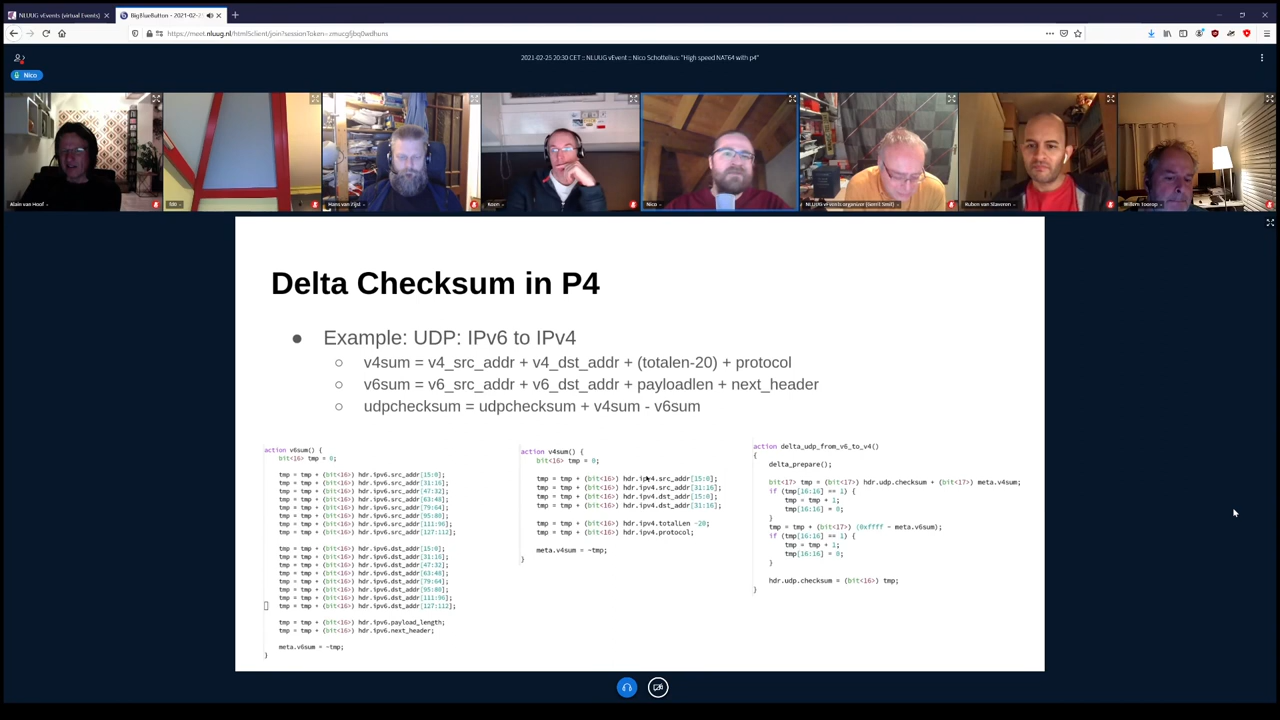 NLUUG vEvents (virtual Events)
BigBlueButton - 2021-02-2
https://meet.nluug.nl/html5client/join?sessionToken=zmucgfjbq0wdhuns
2021-02-25 20:30 CET :: NLUUG vEvent :: Nico Schottelius: "High speed NAT64 with p4"
Nico
Alain van Hoof
Hans van Zijst
Koen
Nico
NLUUG vEvents organizer (Gerrit Smit)
Ruben van Staveren
Willem Toorop
Delta Checksum in P4
● Example: UDP: IPv6 to IPv4
○ v4sum = v4_src_addr + v4_dst_addr + (totalen-20) + protocol
○ v6sum = v6_src_addr + v6_dst_addr + payloadlen + next_header
○ udpchecksum = udpchecksum + v4sum - v6sum
action v6sum() {
bit<16> tmp = 0;
tmp = tmp + (bit<16>) hdr.ipv6.src_addr[15:0];
tmp = tmp + (bit<16>) hdr.ipv6.src_addr[31:16];
tmp = tmp + (bit<16>) hdr.ipv6.src_addr[47:32];
tmp = tmp + (bit<16>) hdr.ipv6.src_addr[63:48];
tmp = tmp + (bit<16>) hdr.ipv6.src_addr[79:64];
tmp = tmp + (bit<16>) hdr.ipv6.src_addr[95:80];
tmp = tmp + (bit<16>) hdr.ipv6.src_addr[111:96];
tmp = tmp + (bit<16>) hdr.ipv6.src_addr[127:112];
tmp = tmp + (bit<16>) hdr.ipv6.dst_addr[15:0];
tmp = tmp + (bit<16>) hdr.ipv6.dst_addr[31:16];
tmp = tmp + (bit<16>) hdr.ipv6.dst_addr[47:32];
tmp = tmp + (bit<16>) hdr.ipv6.dst_addr[63:48];
tmp = tmp + (bit<16>) hdr.ipv6.dst_addr[79:64];
tmp = tmp + (bit<16>) hdr.ipv6.dst_addr[95:80];
tmp = tmp + (bit<16>) hdr.ipv6.dst_addr[111:96];
tmp = tmp + (bit<16>) hdr.ipv6.dst_addr[127:112];
tmp = tmp + (bit<16>) hdr.ipv6.payload_length;
tmp = tmp + (bit<16>) hdr.ipv6.next_header;
meta.v6sum = ~tmp;
}
action v4sum() {
bit<16> tmp = 0;
tmp = tmp + (bit<16>) hdr.ipv4.src_addr[15:0];
tmp = tmp + (bit<16>) hdr.ipv4.src_addr[31:16];
tmp = tmp + (bit<16>) hdr.ipv4.dst_addr[15:0];
tmp = tmp + (bit<16>) hdr.ipv4.dst_addr[31:16];
tmp = tmp + (bit<16>) hdr.ipv4.totalLen -20;
tmp = tmp + (bit<16>) hdr.ipv4.protocol;
meta.v4sum = ~tmp;
}
action delta_udp_from_v6_to_v4()
{
delta_prepare();
bit<17> tmp = (bit<17>) hdr.udp.checksum + (bit<17>) meta.v4sum;
if (tmp[16:16] == 1) {
tmp = tmp + 1;
tmp[16:16] = 0;
}
tmp = tmp + (bit<17>) (0xffff - meta.v6sum);
if (tmp[16:16] == 1) {
tmp = tmp + 1;
tmp[16:16] = 0;
}
hdr.udp.checksum = (bit<16>) tmp;
}